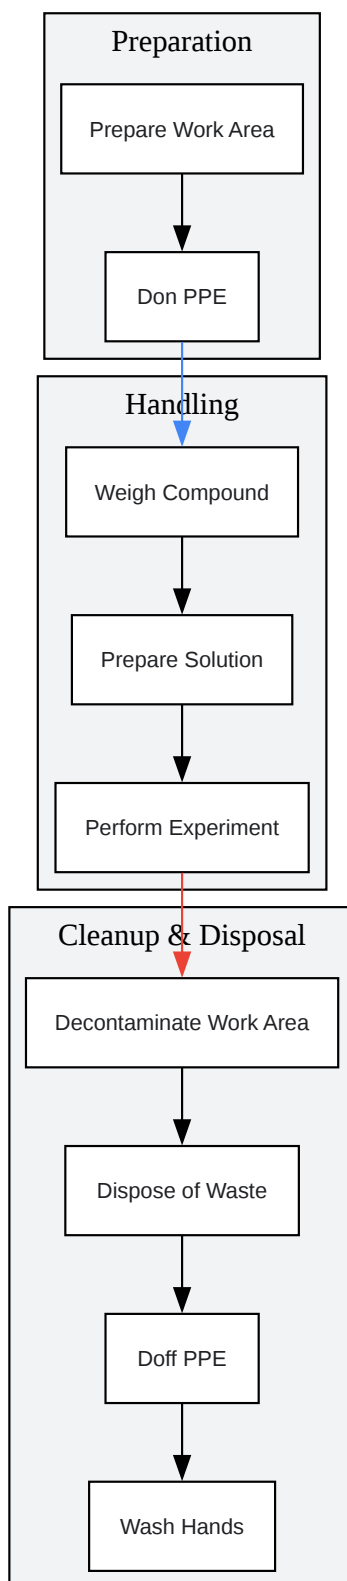 Preparation
Prepare Work Area
Don PPE
Handling
Weigh Compound
Prepare Solution
Perform Experiment
Cleanup & Disposal
Decontaminate Work Area
Dispose of Waste
Doff PPE
Wash Hands